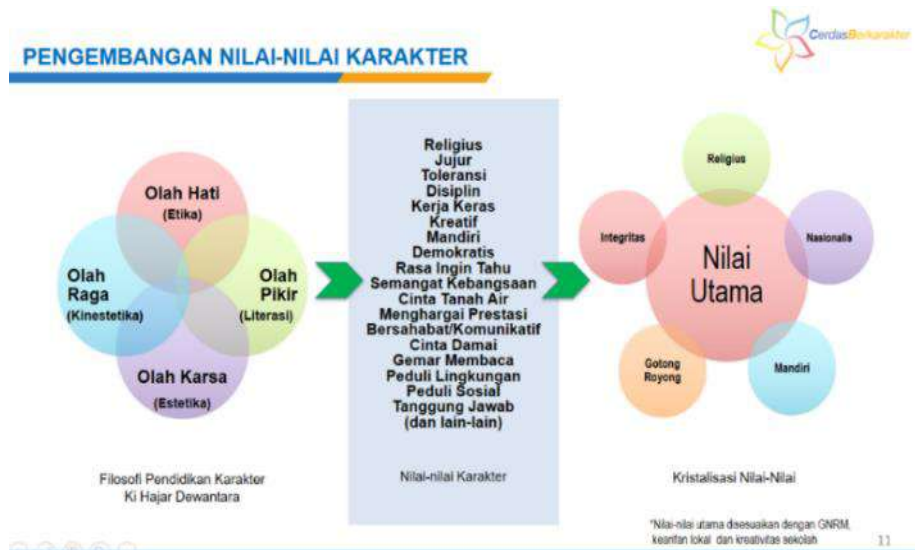 CerdasBerkarakter
PENGEMBANGAN NILAI-NILAI KARAKTER
Olah Hati
(Etika)
Olah
Raga
(Kinestetika)
Olah
Pikir
(Literasi)
Olah Karsa
(Estetika)
Filosofi Pendidikan Karakter
Ki Hajar Dewantara
Religius
Jujur
Toleransi
Disiplin
Kerja Keras
Kreatif
Mandiri
Demokratis
Rasa Ingin Tahu
Semangat Kebangsaan
Cinta Tanah Air
Menghargai Prestasi
Bersahabat/Komunikatif
Cinta Damai
Gemar Membaca
Peduli Lingkungan
Peduli Sosial
Tanggung Jawab
(dan lain-lain)
Nilai-nilai Karakter
Religius
Integritas
Nasionalis
Nilai
Utama
Gotong
Royong
Mandiri
Kristalisasi Nilai-Nilai
*Nilai-nilai utama disesuaikan dengan GNRM,
kearifan lokal dan kreativitas sekolah
11